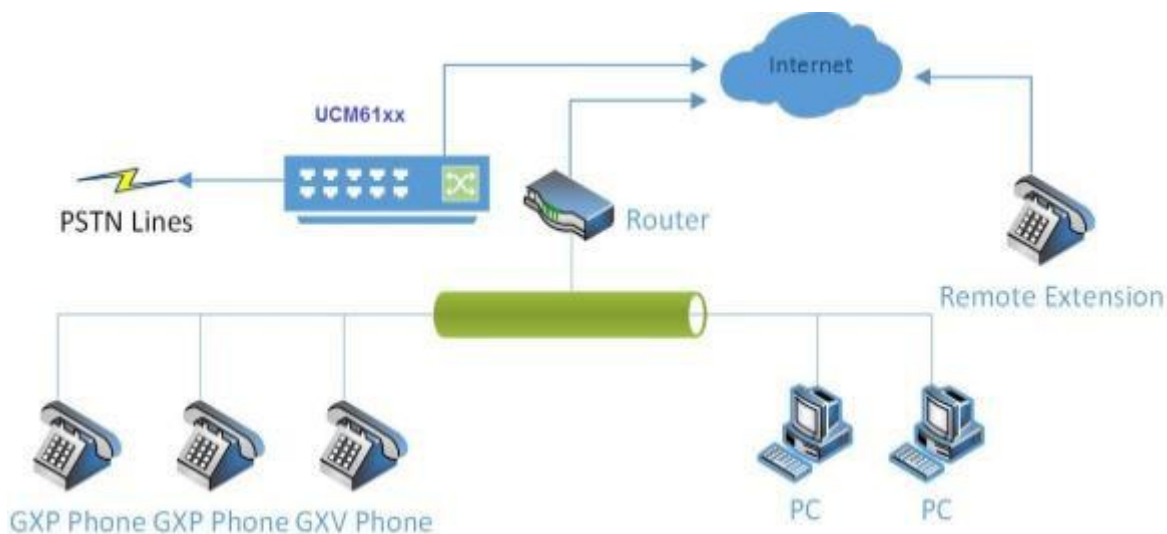 Internet
UCM61xx
PSTN Lines
Router
Remote Extension
GXP Phone
GXP Phone
GXV Phone
PC
PC